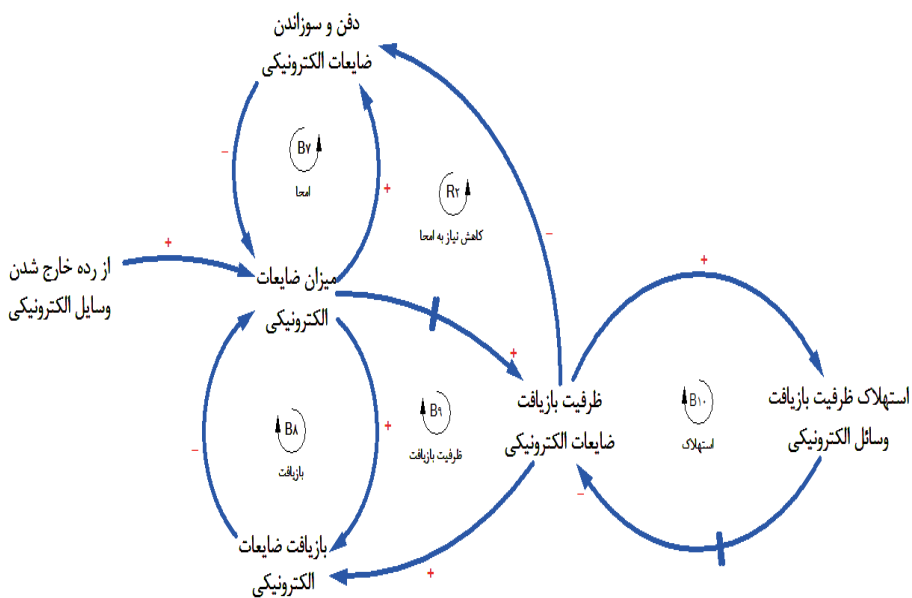 دفن و سوزاندن
ضایعات الکترونیکی
B۷
امحا
R۲
کاهش نیاز به امحا
از رده خارج شدن
وسایل الکترونیکی
میزان ضایعات
الکترونیکی
B۸
بازیافت
B۹
ظرفیت بازیافت
ظرفیت بازیافت
ضایعات الکترونیکی
B۱۰
استهلاک
استهلاک ظرفیت بازیافت
وسائل الکترونیکی
بازیافت ضایعات
الکترونیکی
+
+
+
+
+
+
-
-
-
-